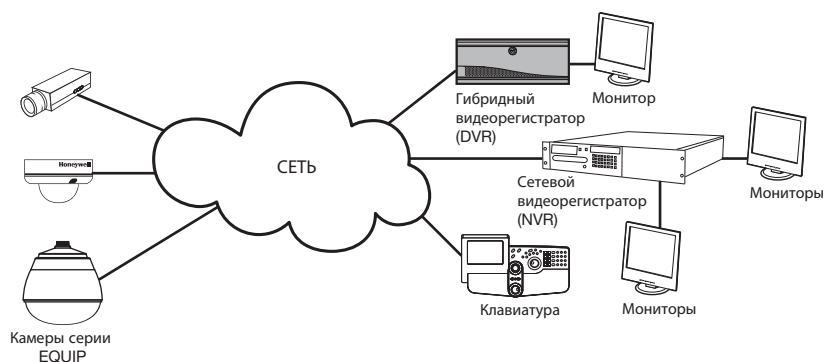 Гибридный
видеорегистратор
(DVR)
Монитор
Honeywell
СЕТЬ
Сетевой
видеорегистратор
(NVR)
Мониторы
Клавиатура
Мониторы
Камеры серии
EQUIP